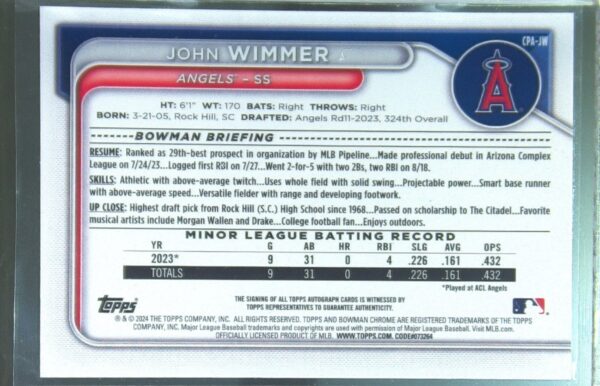 CPA-JW
JOHN WIMMER
ANGELS™ - SS
A
HT: 6'1" WT: 170 BATS: Right THROWS: Right
BORN: 3-21-05, Rock Hill, SC DRAFTED: Angels Rd11-2023, 324th Overall
BOWMAN BRIEFING
RESUME: Ranked as 29th-best prospect in organization by MLB Pipeline...Made professional debut in Arizona Complex
League on 7/24/23...Logged first RDI on 7/27...Went 2-for-5 with two 2Bs, two RBI on 8/18.
SKILLS: Athletic with above-average twitch...Uses whole field with solid swing...Projectable power...Smart base runner
with above-average speed...Versatile fielder with range and developing footwork.
UP CLOSE: Highest draft pick from Rock Hill (S.C.) High School since 1968...Passed on scholarship to The Citadel...Favorite
musical artists include Morgan Wallen and Drake...College football fan...Enjoys outdoors.
MINOR LEAGUE BATTING RECORD
YR G AB HR RBI SLG AVG OPS
2023* 9 31 0 4 .226 .161 .432
TOTALS 9 31 0 4 .226 .161 .432
*Played at ACL Angels
Topps
THE SIGNING OF ALL TOPPS AUTOGRAPH CARDS IS WITNESSED BY
TOPPS REPRESENTATIVES TO GUARANTEE AUTHENTICITY.
® & © 2024 THE TOPPS COMPANY, INC. ALL RIGHTS RESERVED. TOPPS AND BOWMAN CHROME ARE REGISTERED TRADEMARKS OF THE TOPPS
COMPANY, INC. Major League Baseball trademarks and copyrights are used with permission of Major League Baseball. Visit MLB.com.
OFFICIALLY LICENSED PRODUCT OF MLB. WWW.TOPPS.COM. CODE#073264